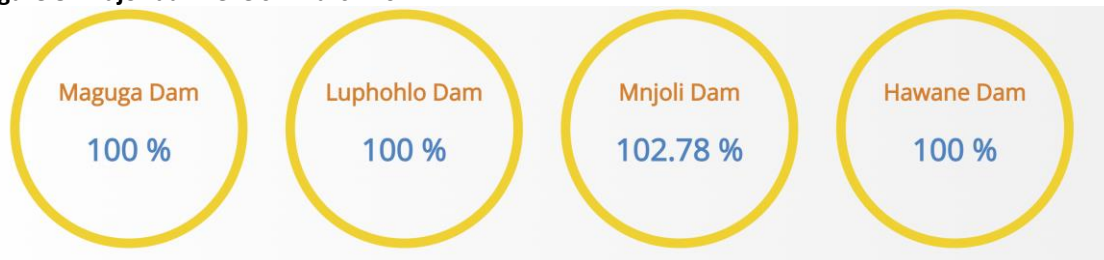 Maguga Dam
100 %
Luphohlo Dam
100 %
Mnjoli Dam
102.78 %
Hawane Dam
100 %